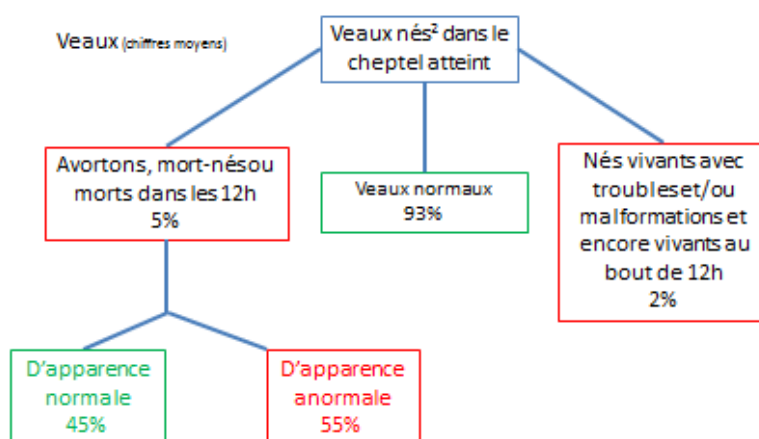 Veaux (chiffres moyens)
Veaux nés² dans le
cheptel atteint
Avortons, mort-nésou
morts dans les 12h
5%
Veaux normaux
93%
Nés vivants avec
troubleset/ou
malformations et
encore vivants au
bout de 12h
2%
D'apparence
normale
45%
D'apparence
anormale
55%